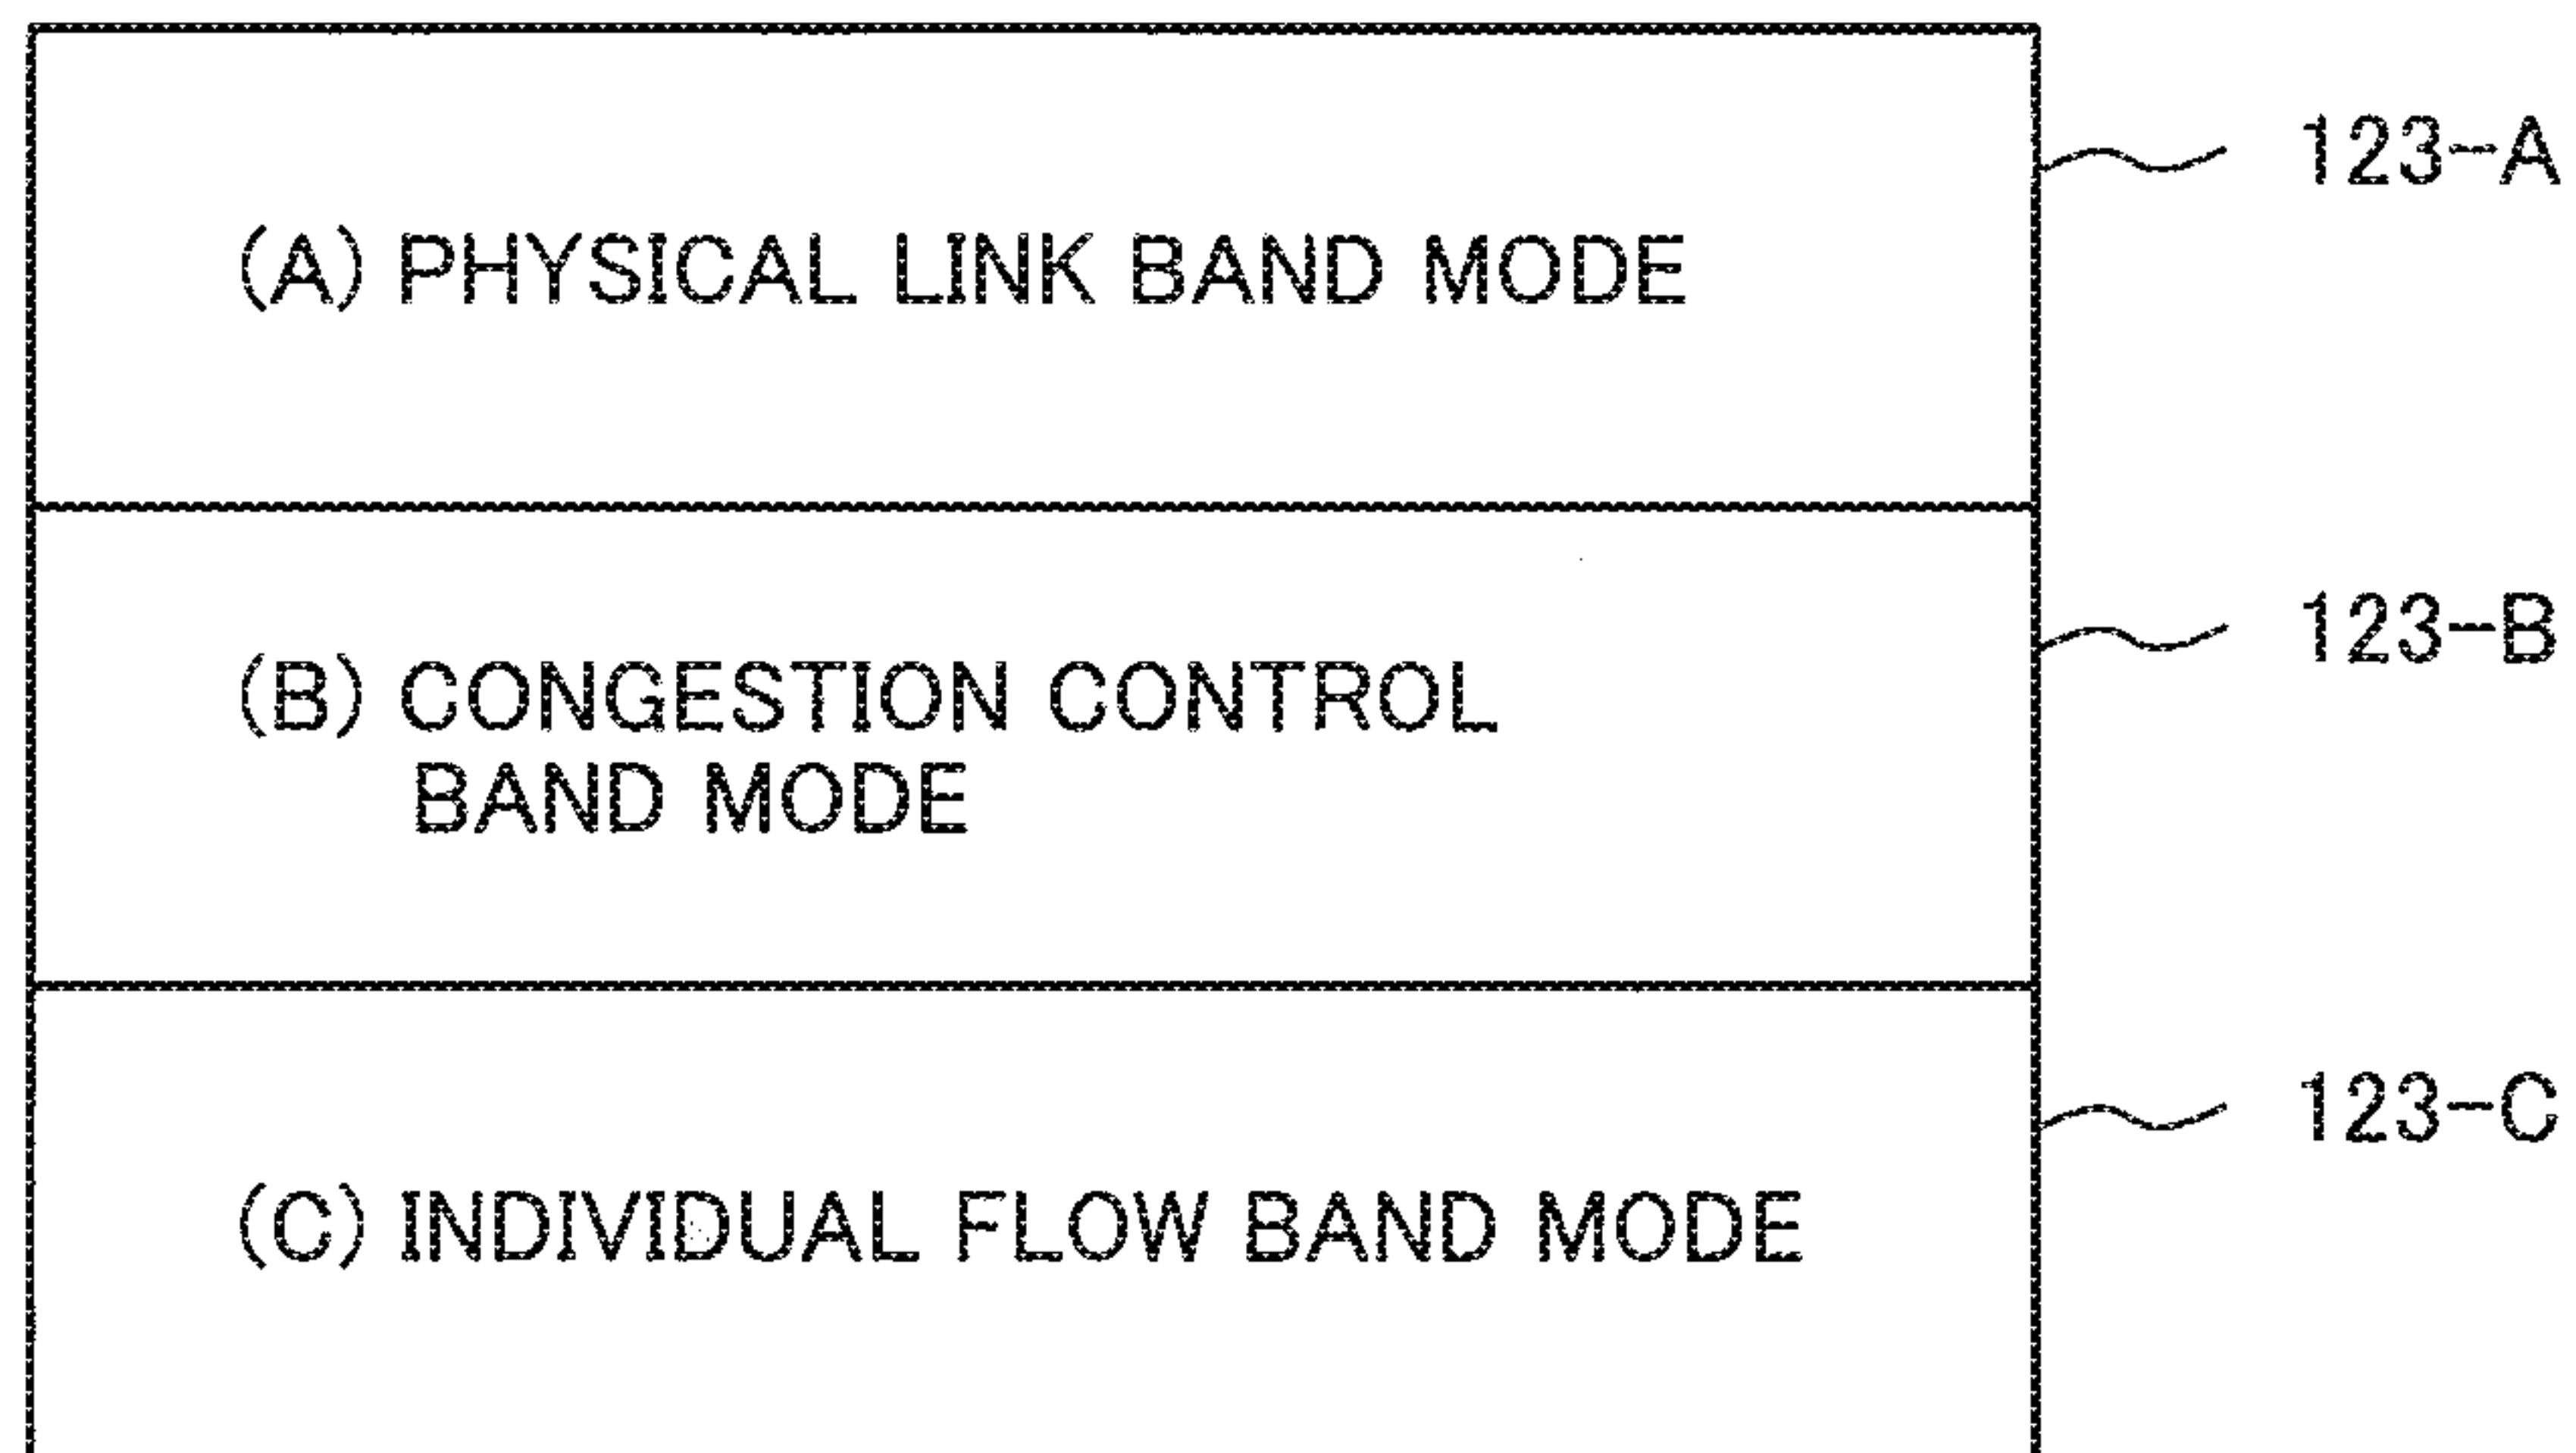 123-A
(A) PHYSICAL LINK BAND MODE
123-B
(B) CONGESTION CONTROL
BAND MODE
123-C
(C) INDIVIDUAL FLOW BAND MODE